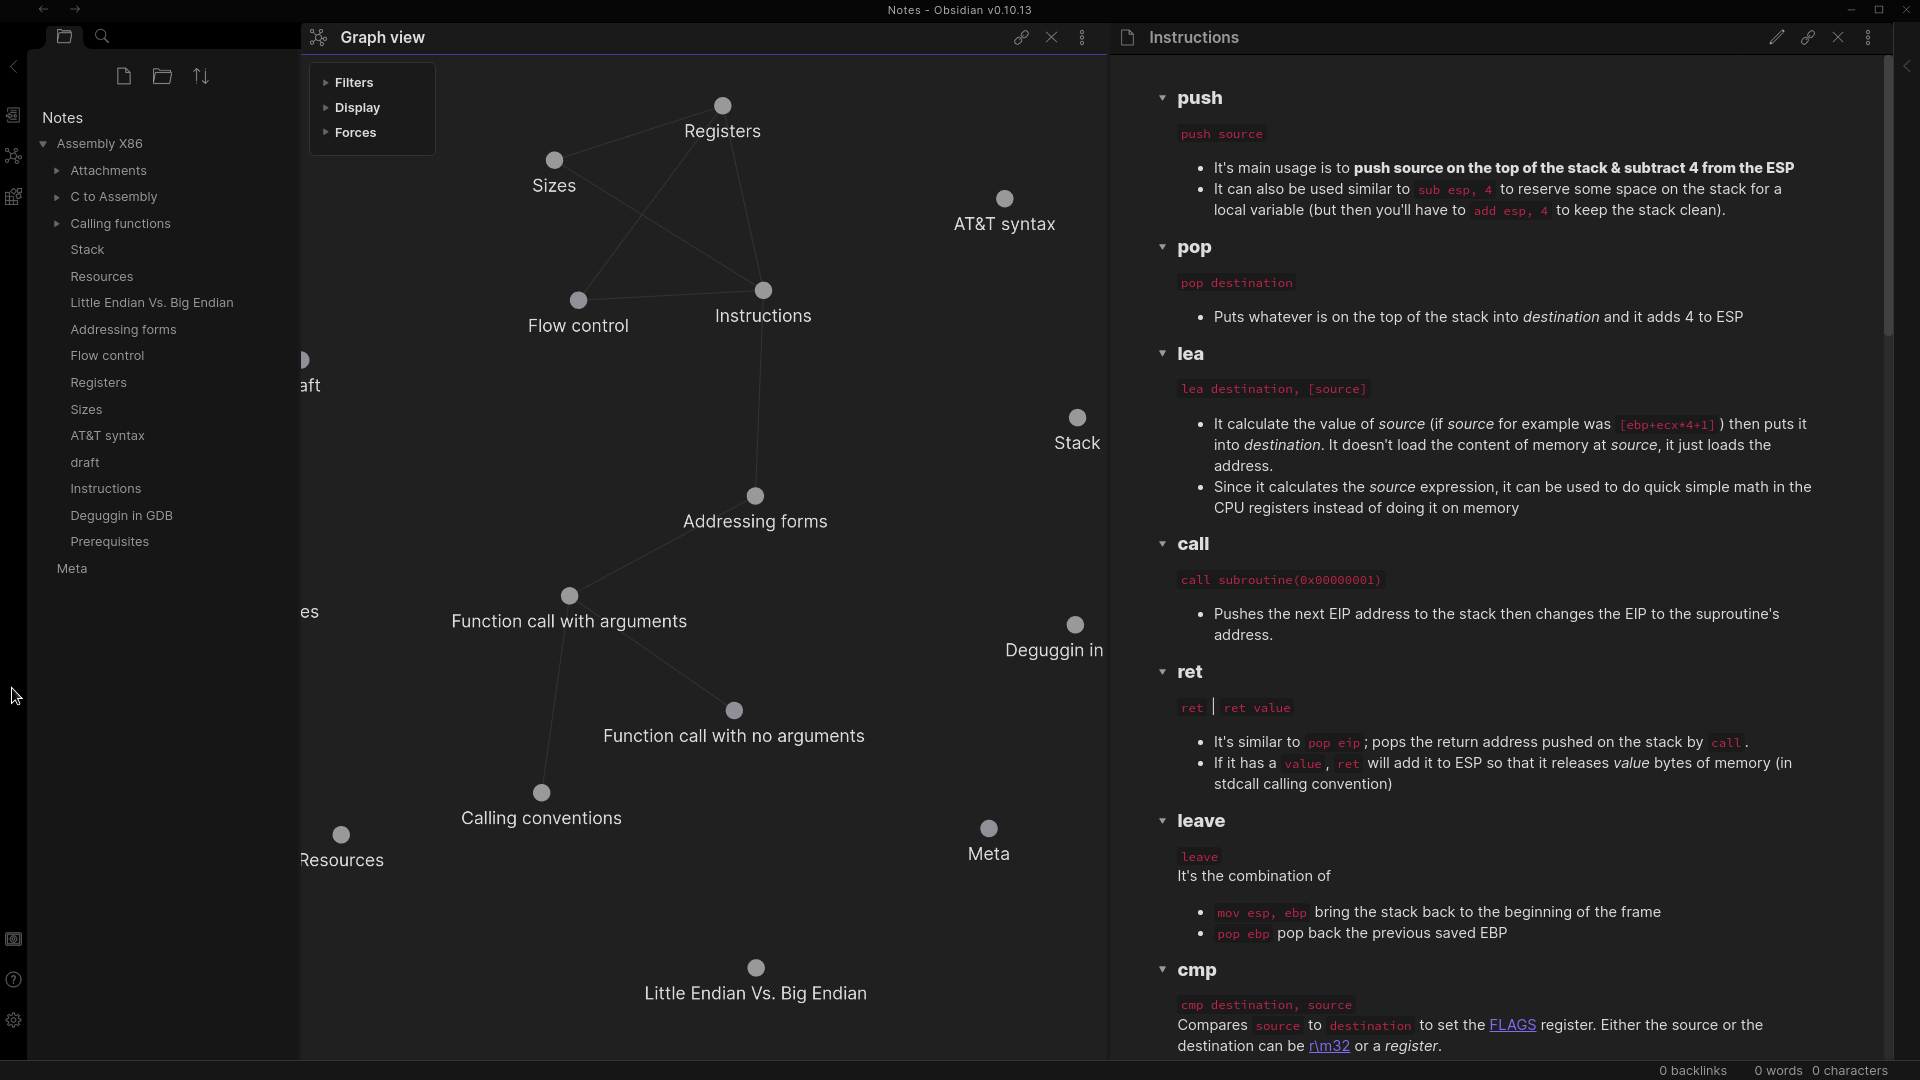 Notes - Obsidian v0.10.13
Notes
Assembly X86
Attachments
C to Assembly
Calling functions
Stack
Resources
Little Endian Vs. Big Endian
Addressing forms
Flow control
Registers
Sizes
AT&T syntax
draft
Instructions
Deguggin in GDB
Prerequisites
Meta
Graph view
Filters
Display
Forces
Registers
Sizes
AT&T syntax
Instructions
Flow control
aft
Stack
Addressing forms
es
Function call with arguments
Deguggin in
Function call with no arguments
Calling conventions
Resources
Meta
Little Endian Vs. Big Endian
Instructions
push
push source
It's main usage is to push source on the top of the stack & subtract 4 from the ESP
It can also be used similar to sub esp, 4 to reserve some space on the stack for a
local variable (but then you'll have to add esp, 4 to keep the stack clean).
pop
pop destination
Puts whatever is on the top of the stack into destination and it adds 4 to ESP
lea
lea destination, [source]
It calculate the value of source (if source for example was [ebp+ecx*4+1] ) then puts it
into destination. It doesn't load the content of memory at source, it just loads the
address.
Since it calculates the source expression, it can be used to do quick simple math in the
CPU registers instead of doing it on memory
call
call subroutine(0x00000001)
Pushes the next EIP address to the stack then changes the EIP to the suproutine's
address.
ret
ret | ret value
It's similar to pop eip ; pops the return address pushed on the stack by call .
If it has a value , ret will add it to ESP so that it releases value bytes of memory (in
stdcall calling convention)
leave
leave
It's the combination of
mov esp, ebp bring the stack back to the beginning of the frame
pop ebp pop back the previous saved EBP
cmp
cmp destination, source
Compares source to destination to set the FLAGS register. Either the source or the
destination can be r\m32 or a register.
0 backlinks 0 words 0 characters